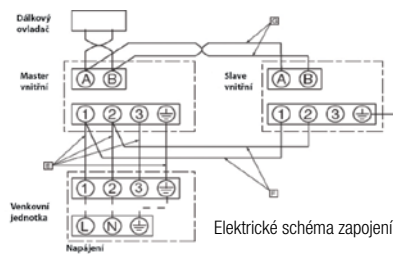 Dálkový
ovladač
Master
vnitřní
A B
Slave
vnitřní
A B
1 2 3
1 2 3
Venkovní
jednotka
1 2 3
L N
Napájení
Elektrické schéma zapojení